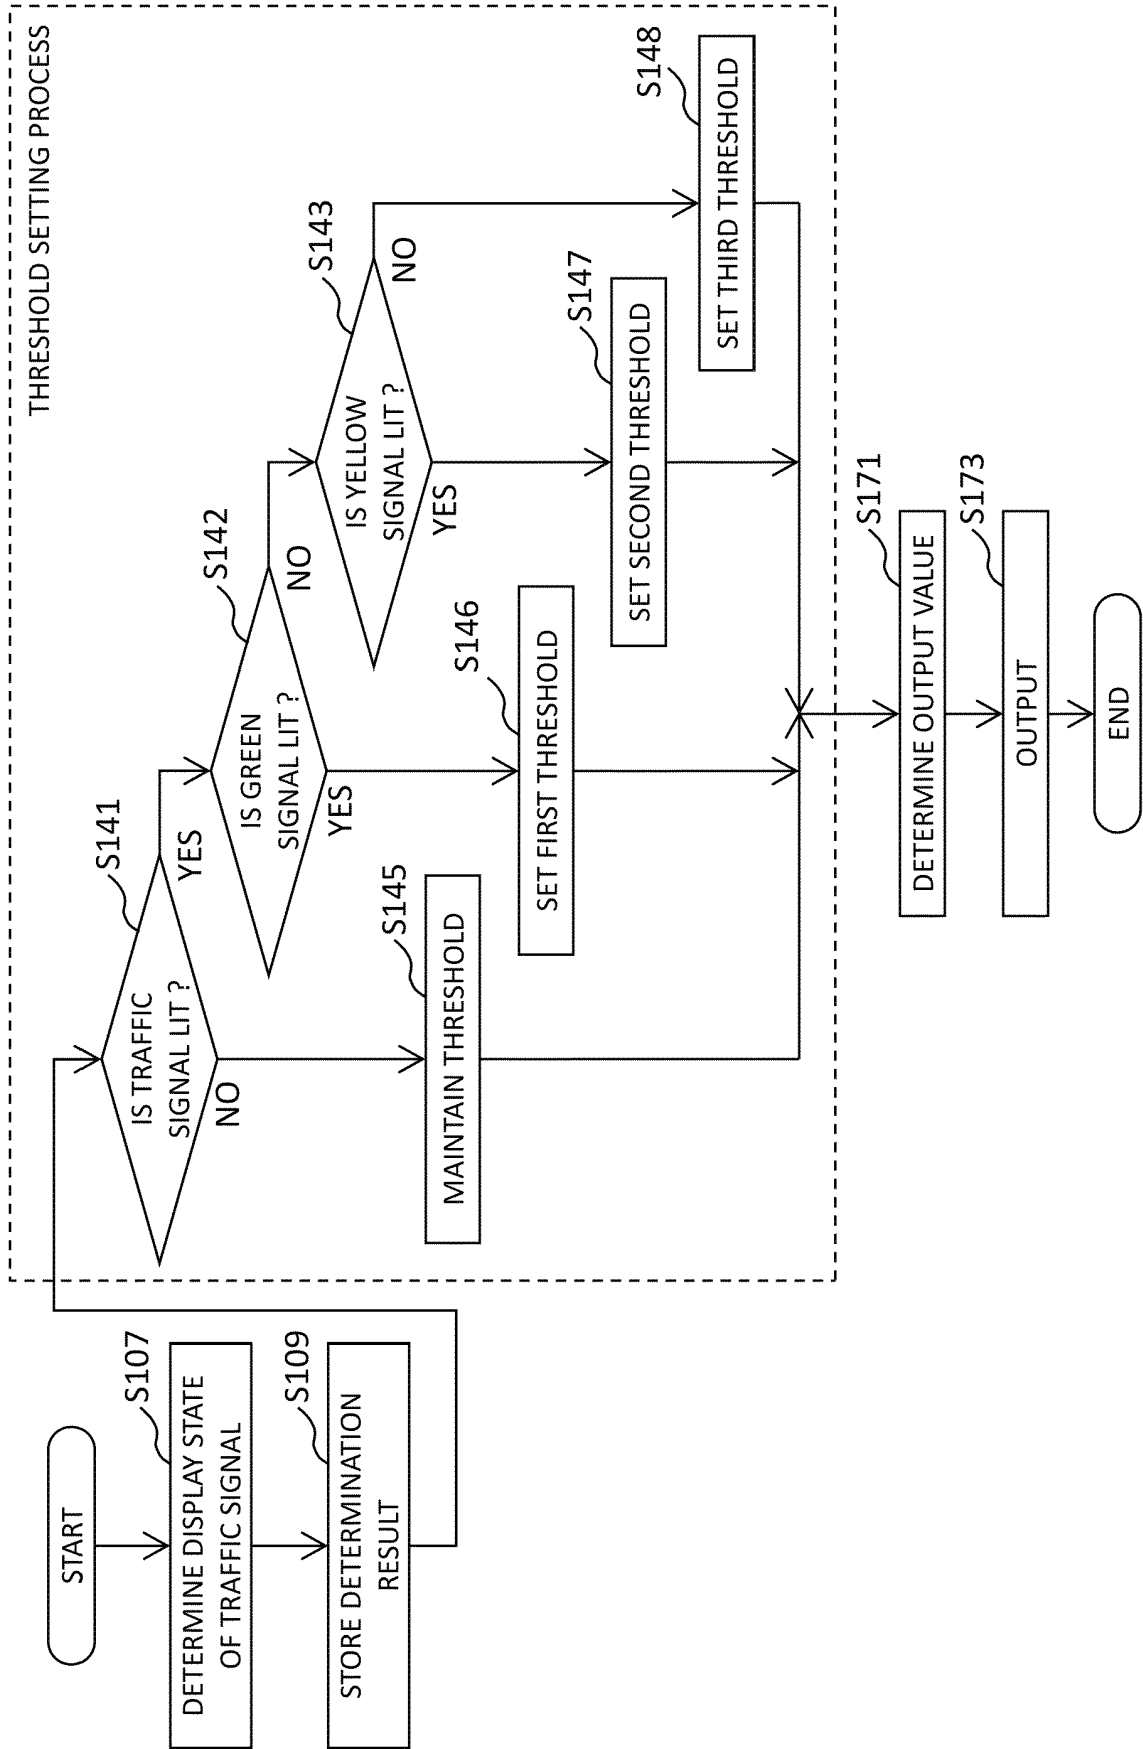 START
S107
DETERMINE DISPLAY STATE
OF TRAFFIC SIGNAL
S109
STORE DETERMINATION
RESULT
THRESHOLD SETTING PROCESS
S141
IS TRAFFIC
SIGNAL LIT ?
YES
NO
S142
IS GREEN
SIGNAL LIT ?
NO
YES
S143
IS YELLOW
SIGNAL LIT ?
NO
YES
S145
MAINTAIN THRESHOLD
S146
SET FIRST THRESHOLD
S147
SET SECOND THRESHOLD
S148
SET THIRD THRESHOLD
S171
DETERMINE OUTPUT VALUE
S173
OUTPUT
END